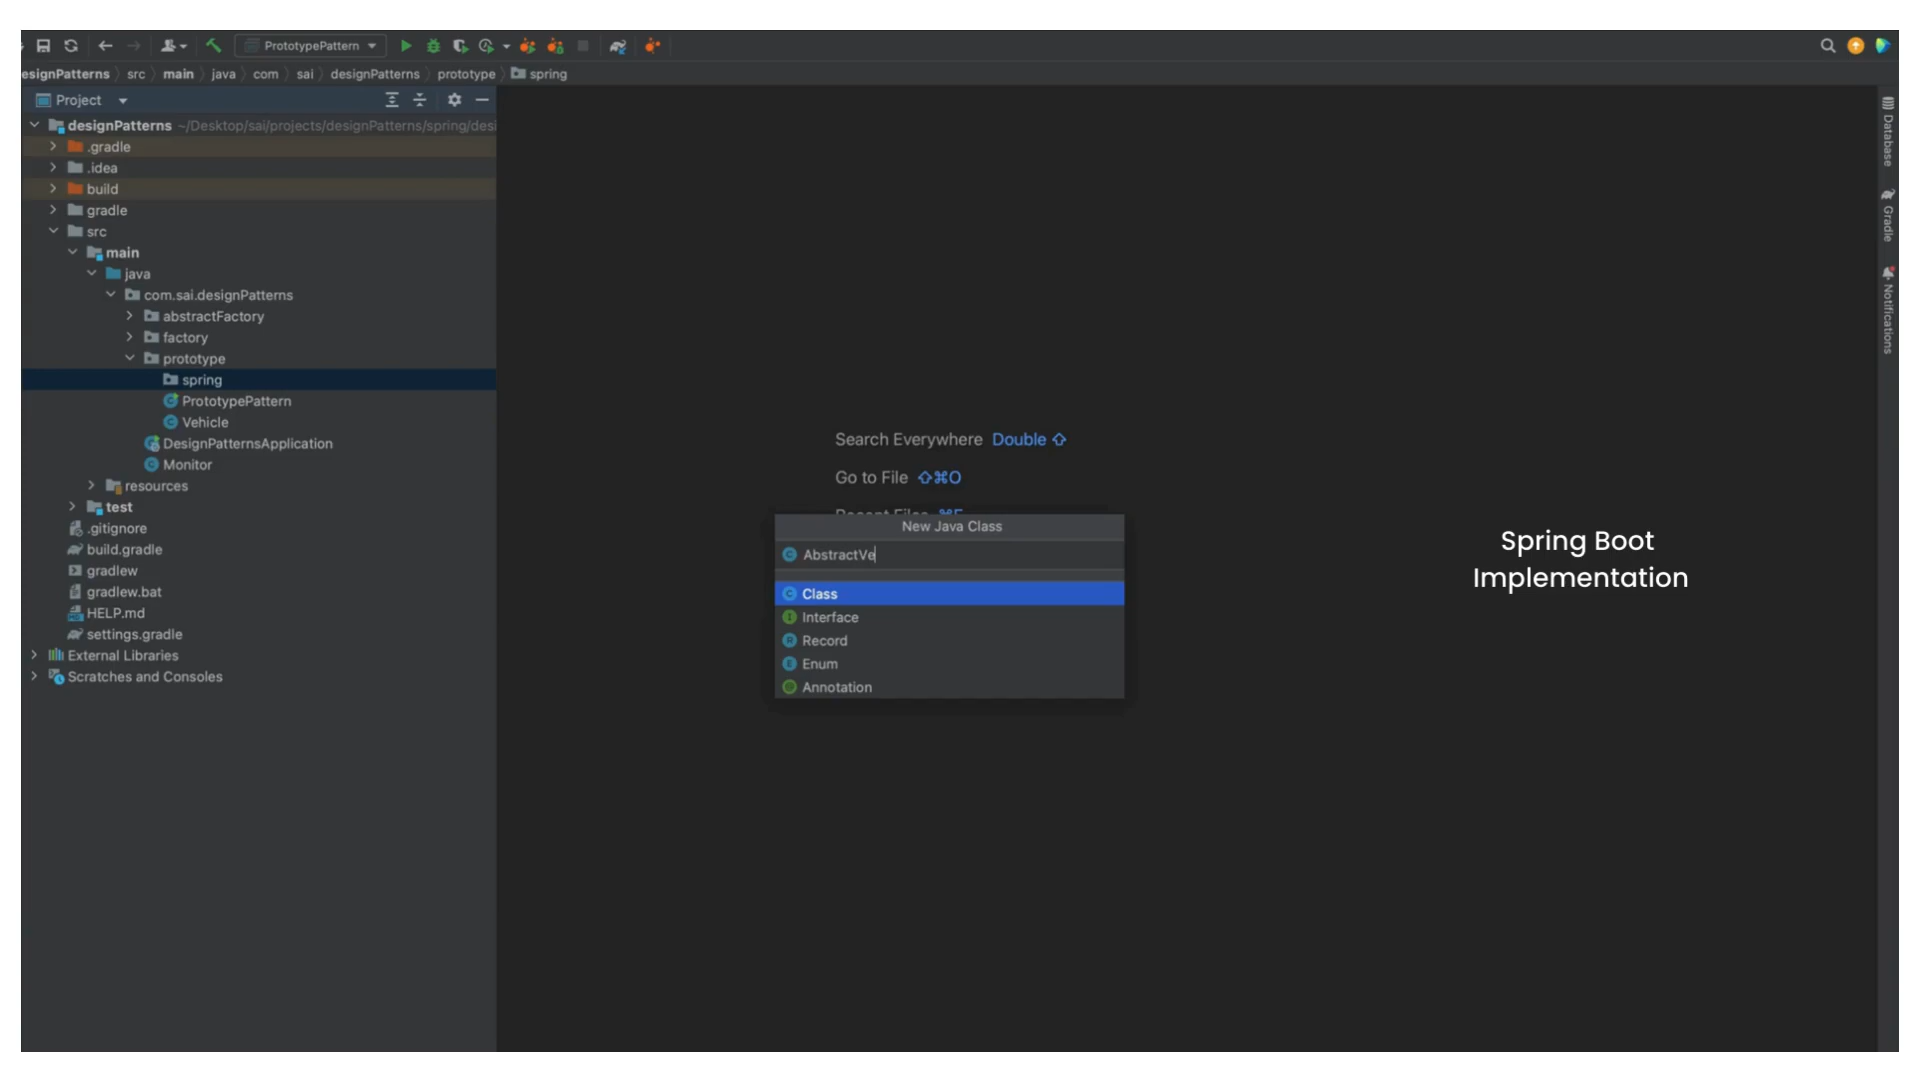 PrototypePattern
esignPatterns
src
main
java
com
sai
designPatterns
prototype
spring
Project
designPatterns ~/Desktop/sai/projects/designPatterns/spring/desi
.gradle
.idea
build
gradle
src
main
java
com.sai.designPatterns
abstractFactory
factory
prototype
spring
PrototypePattern
Vehicle
DesignPatternsApplication
Monitor
resources
test
.gitignore
build.gradle
gradlew
gradlew.bat
HELP.md
settings.gradle
External Libraries
Scratches and Consoles
Search Everywhere Double ⇧
Go to File ⇧⌘O
Recent Files ⌘E
New Java Class
AbstractVe
Class
Interface
Record
Enum
Annotation
Spring Boot
Implementation
Database
Gradle
Notifications